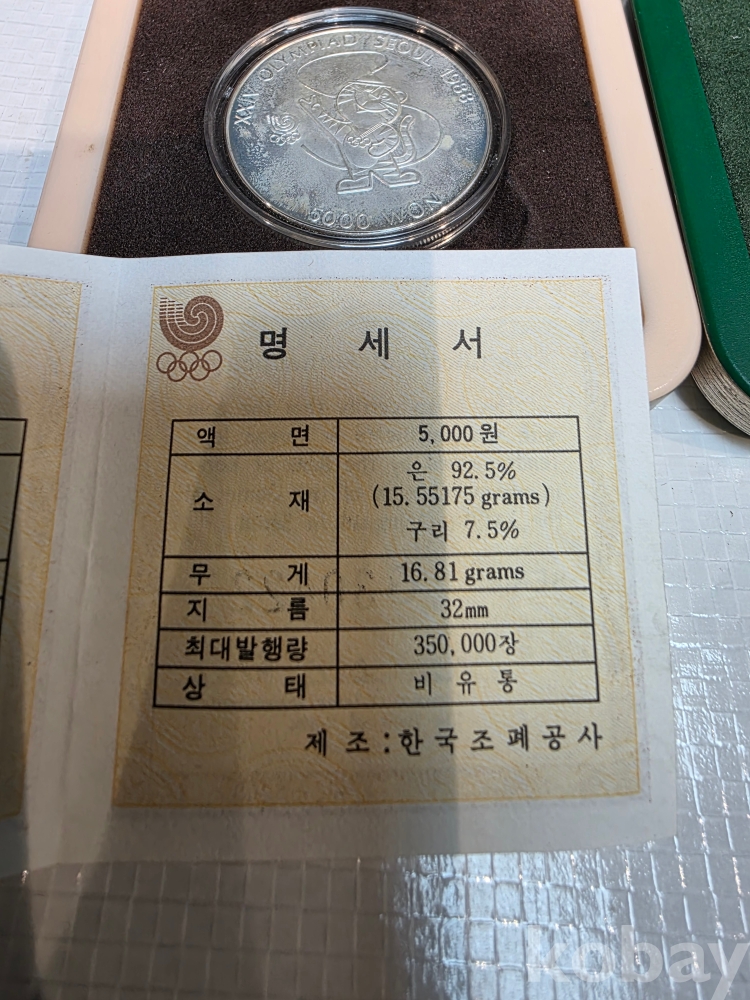 XXIV OLYMPIAD SEOUL 1988
5000 WON
명 세 서
액 면 5,000원
소 재 은 92.5%
(15.55175 grams)
구리 7.5%
무 게 16.81 grams
지 름 32mm
최대발행량 350,000장
상 태 비 유 통
제 조 : 한국조폐공사
kobay